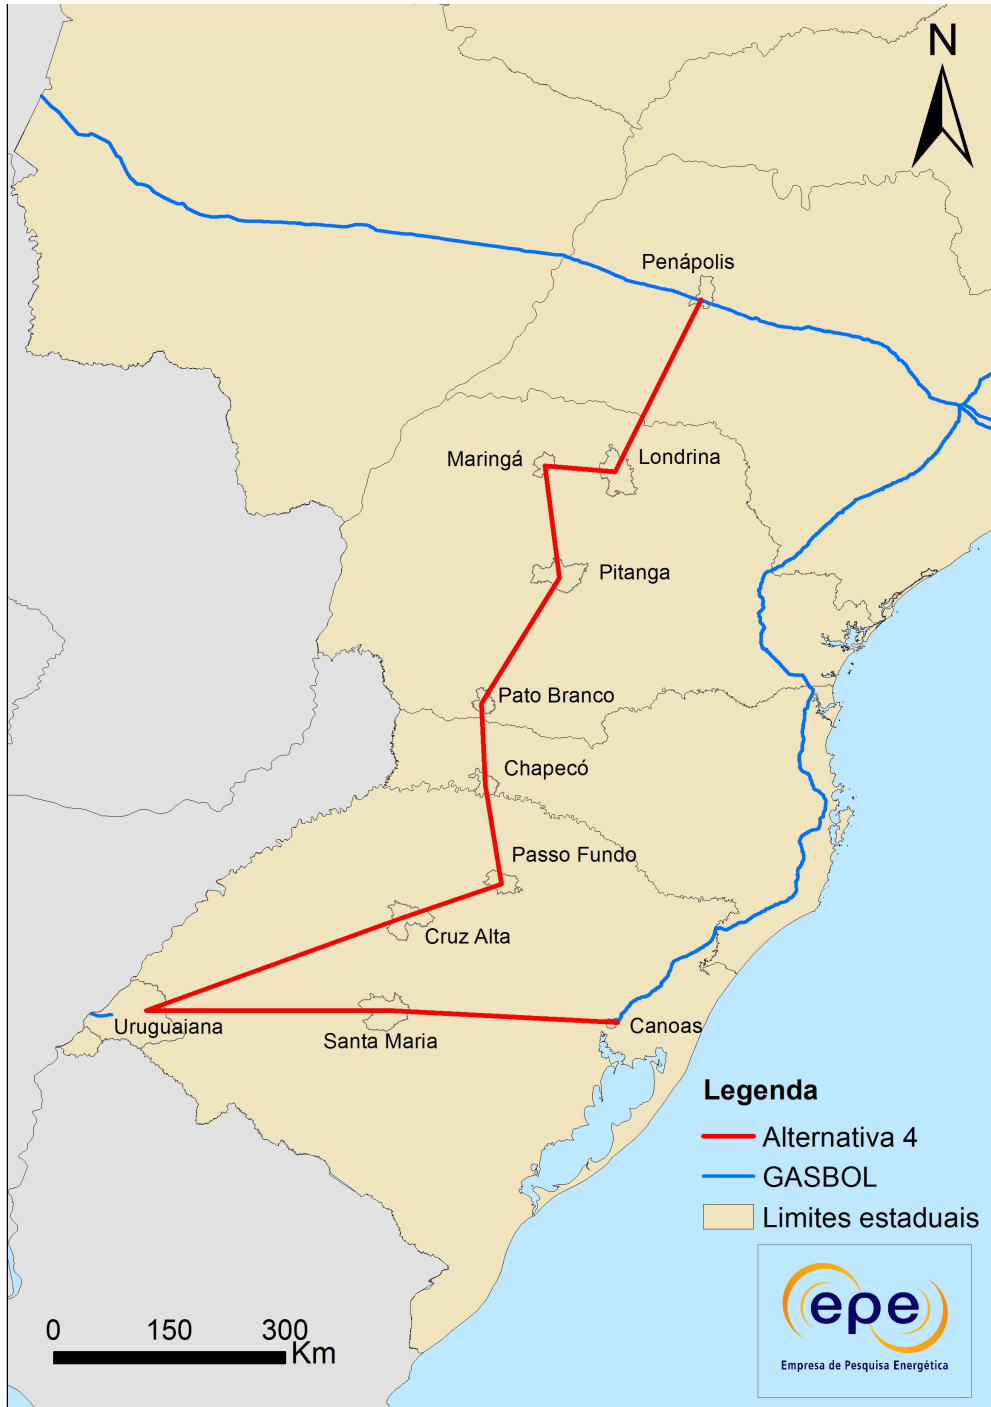 N
Penápolis
Maringá
Londrina
Pitanga
Pato Branco
Chapecó
Passo Fundo
Cruz Alta
Uruguaiana
Santa Maria
Canoas
Legenda
Alternativa 4
GASBOL
Limites estaduais
0 150 300
Km
epe
Empresa de Pesquisa Energética